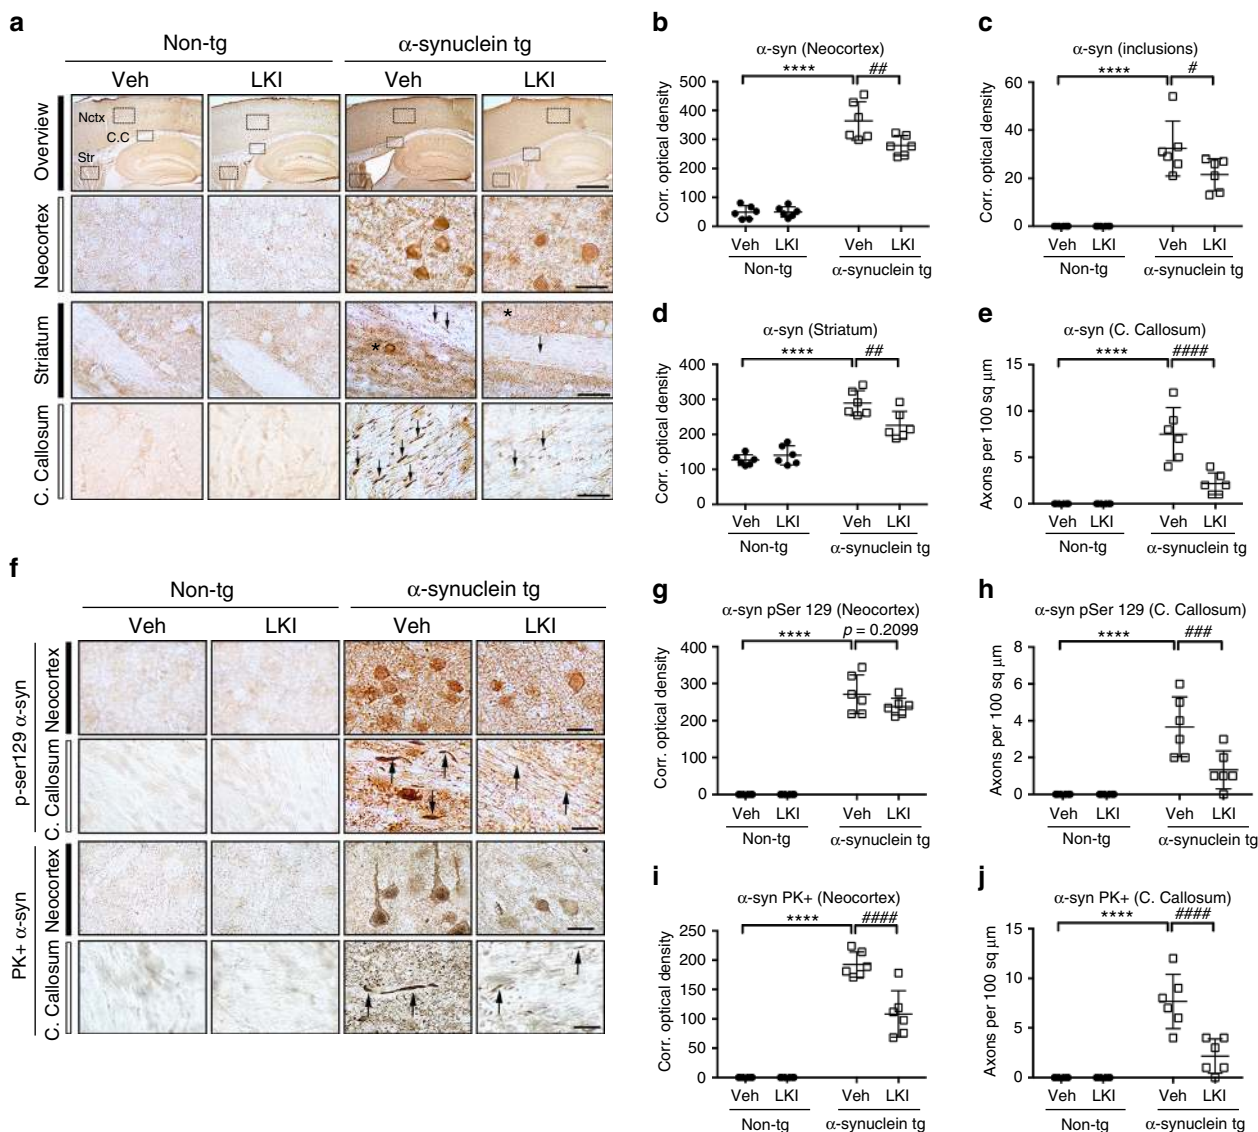 a
Non-tg
α-synuclein tg
Veh
LKI
Veh
LKI
Overview
Nctx
C.C
Str
Neocortex
Striatum
*
*
C. Callosum
b
α-syn (Neocortex)
****
##
Corr. optical density
500
400
300
200
100
0
Veh
LKI
Veh
LKI
Non-tg
α-synuclein tg
c
α-syn (inclusions)
****
#
Corr. optical density
60
40
20
0
Veh
LKI
Veh
LKI
Non-tg
α-synuclein tg
d
α-syn (Striatum)
****
##
Corr. optical density
400
300
200
100
0
Veh
LKI
Veh
LKI
Non-tg
α-synuclein tg
e
α-syn (C. Callosum)
****
####
Axons per 100 sq µm
15
10
5
0
Veh
LKI
Veh
LKI
Non-tg
α-synuclein tg
f
Non-tg
α-synuclein tg
Veh
LKI
Veh
LKI
p-ser129 α-syn
Neocortex
C. Callosum
PK+ α-syn
Neocortex
C. Callosum
g
α-syn pSer 129 (Neocortex)
****
p = 0.2099
Corr. optical density
400
300
200
100
0
Veh
LKI
Veh
LKI
Non-tg
α-synuclein tg
h
α-syn pSer 129 (C. Callosum)
****
###
Axons per 100 sq µm
8
6
4
2
0
Veh
LKI
Veh
LKI
Non-tg
α-synuclein tg
i
α-syn PK+ (Neocortex)
****
####
Corr. optical density
250
200
150
100
50
0
Veh
LKI
Veh
LKI
Non-tg
α-synuclein tg
j
α-syn PK+ (C. Callosum)
****
####
Axons per 100 sq µm
15
10
5
0
Veh
LKI
Veh
LKI
Non-tg
α-synuclein tg